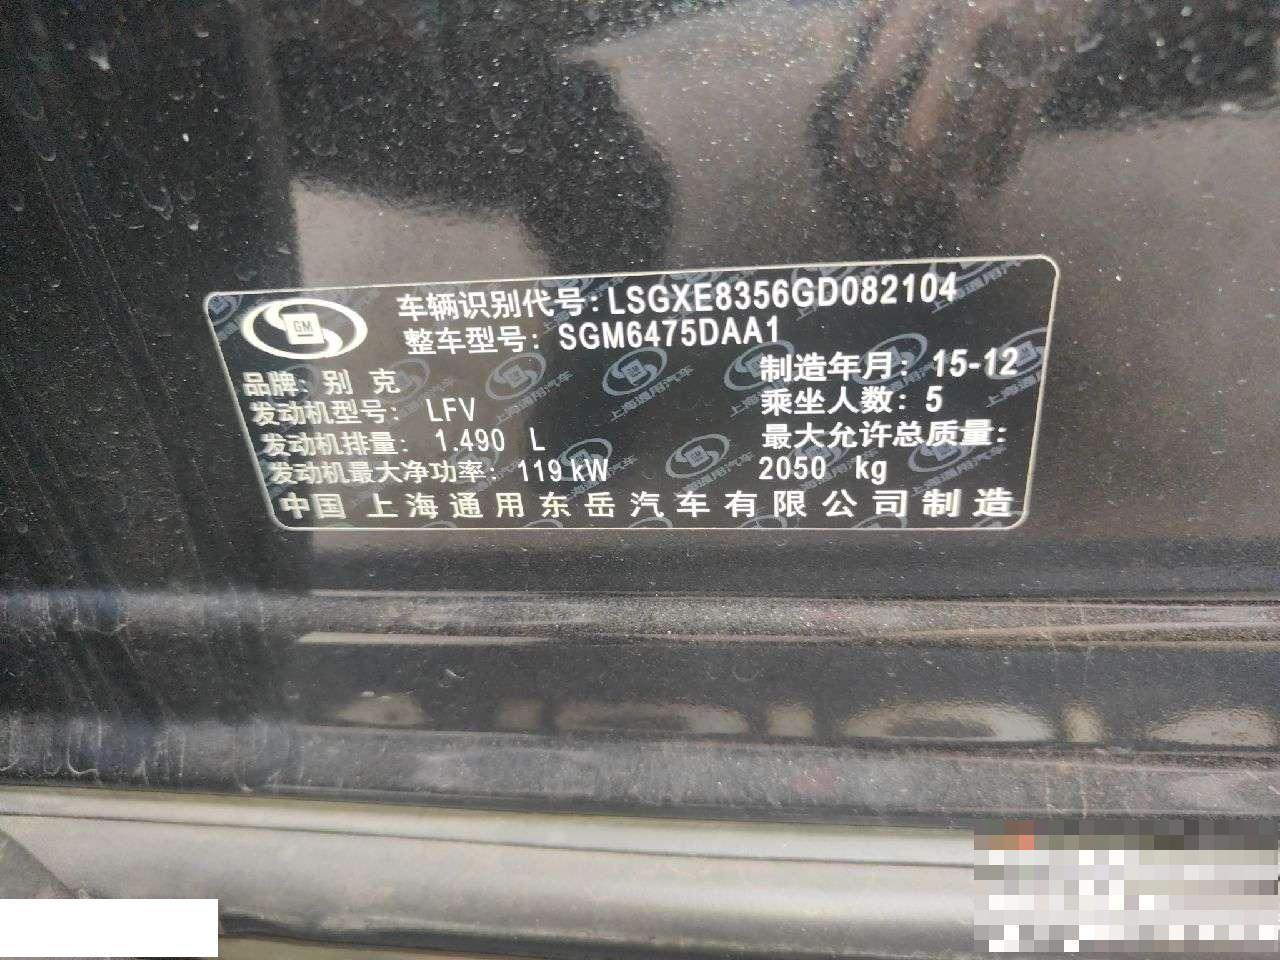 GM
车辆识别代号: LSGXE8356GD082104
整车型号: SGM6475DAA1
品牌: 别克
制造年月: 15-12
发动机型号: LFV
乘坐人数: 5
发动机排量: 1.490 L
最大允许总质量:
发动机最大净功率: 119 kW
2050 kg
中国 上海通用东岳汽车有限公司制造